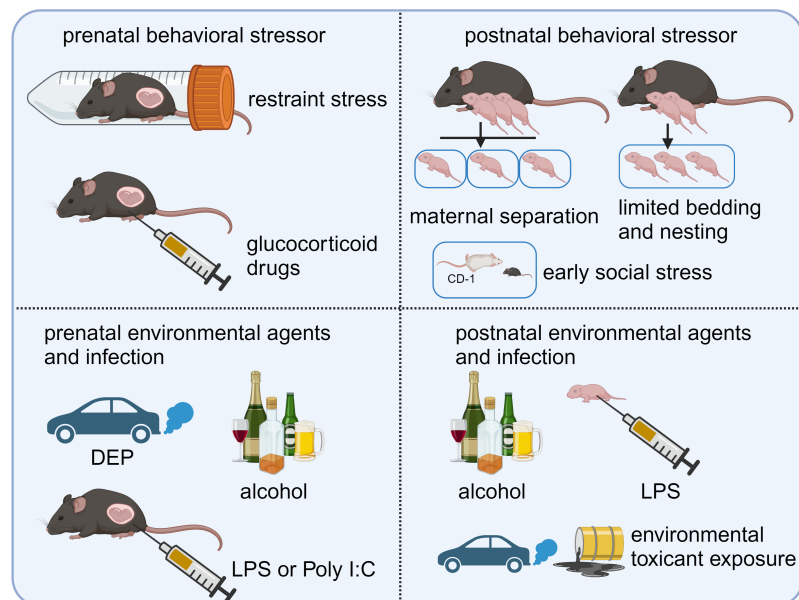 prenatal behavioral stressor
restraint stress
glucocorticoid
drugs
postnatal behavioral stressor
maternal separation
limited bedding
and nesting
CD-1
early social stress
prenatal environmental agents
and infection
DEP
alcohol
LPS or Poly I:C
postnatal environmental agents
and infection
alcohol
LPS
environmental
toxicant exposure